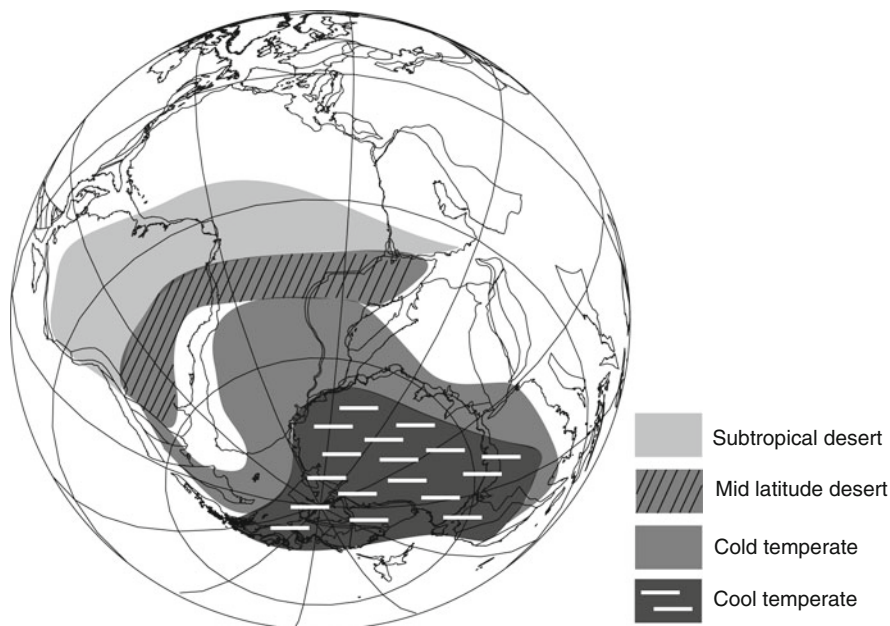 Subtropical desert
Mid latitude desert
Cold temperate
Cool temperate